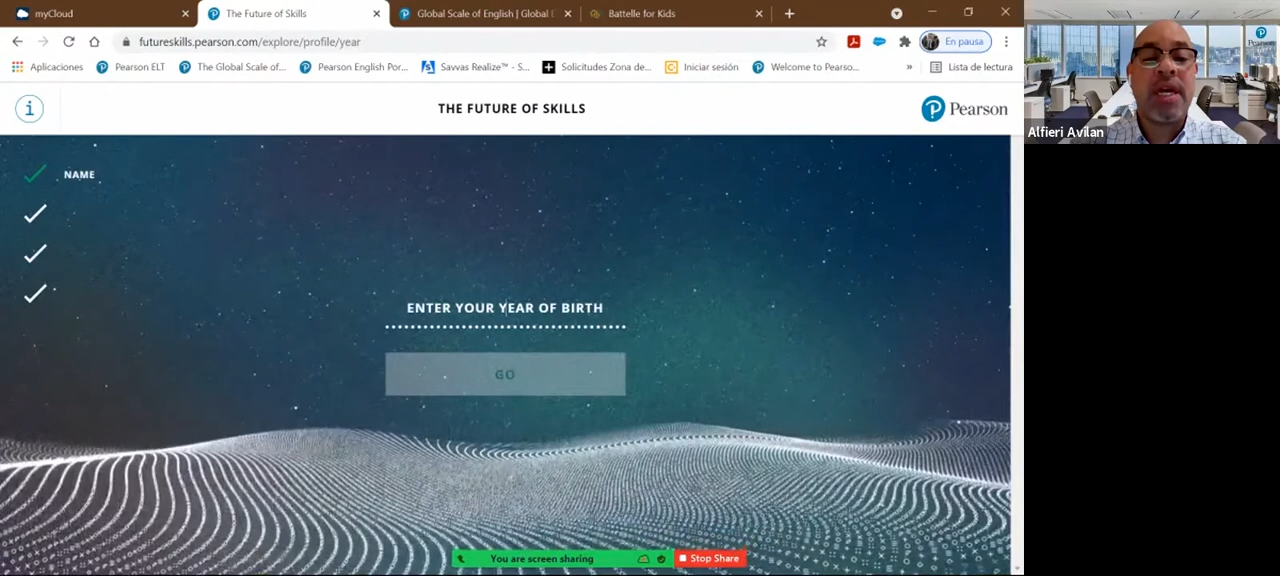 myCloud
The Future of Skills
Global Scale of English | Global
Battelle for Kids
futureskills.pearson.com/explore/profile/year
En pausa
Aplicaciones
Pearson ELT
The Global Scale of...
Pearson English Por...
Savvas Realize™ - S...
Solicitudes Zona de...
Iniciar sesión
Welcome to Pearso...
»
Lista de lectura
i
THE FUTURE OF SKILLS
Pearson
NAME
ENTER YOUR YEAR OF BIRTH
GO
You are screen sharing
Stop Share
Pearson
Alfieri Avilan